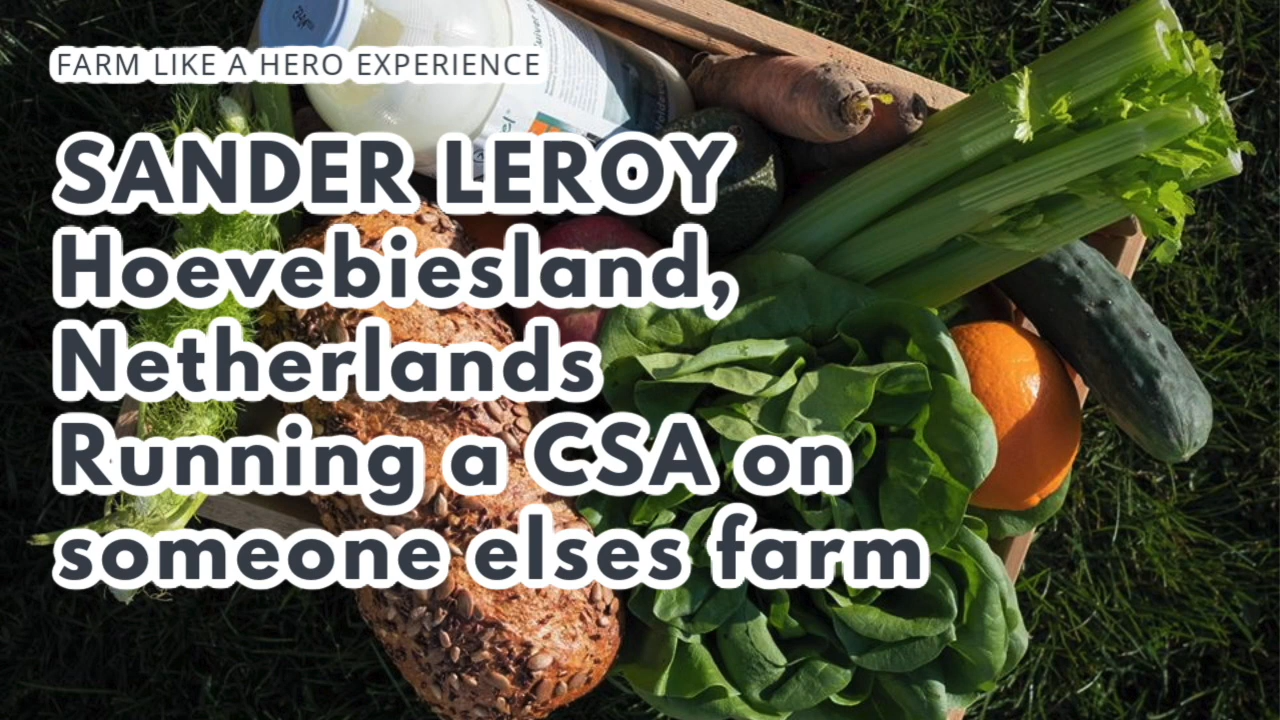 FARM LIKE A HERO EXPERIENCE
SANDER LEROY
Hoevebiesland,
Netherlands
Running a CSA on
someone elses farm